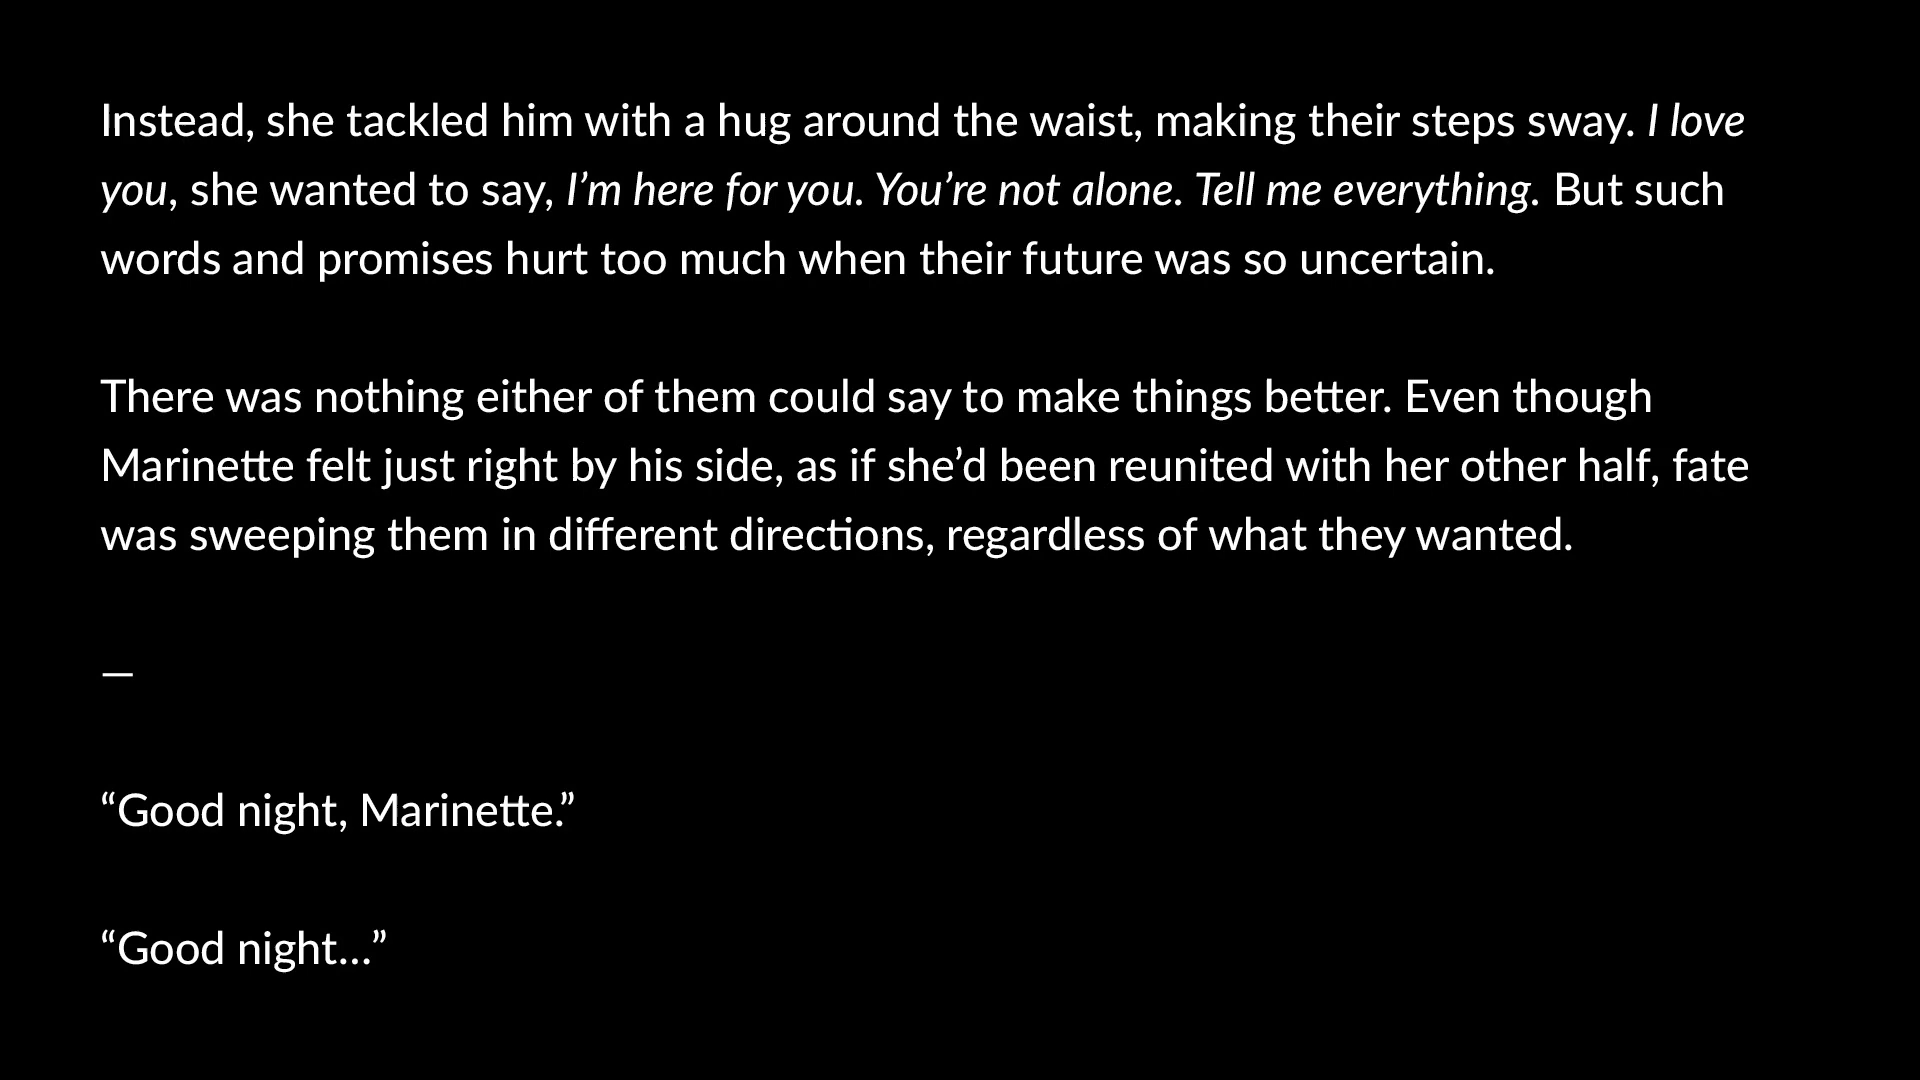 Instead, she tackled him with a hug around the waist, making their steps sway. I love
you, she wanted to say, I’m here for you. You’re not alone. Tell me everything. But such
words and promises hurt too much when their future was so uncertain.
There was nothing either of them could say to make things better. Even though
Marinette felt just right by his side, as if she’d been reunited with her other half, fate
was sweeping them in different directions, regardless of what they wanted.
—
“Good night, Marinette.”
“Good night…”